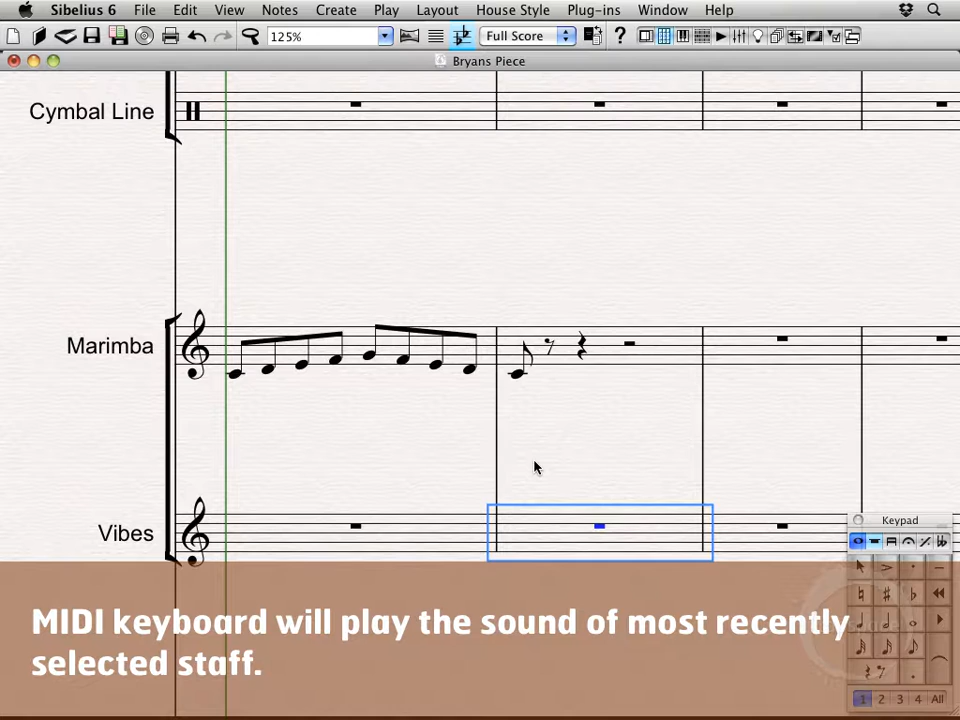 Sibelius 6 File Edit View Notes Create Play Layout House Style Plug-ins Window Help
125% Full Score ?
Bryans Piece
Cymbal Line
Marimba
Vibes
Keypad
1 2 3 4 All
MIDI keyboard will play the sound of most recently
selected staff.